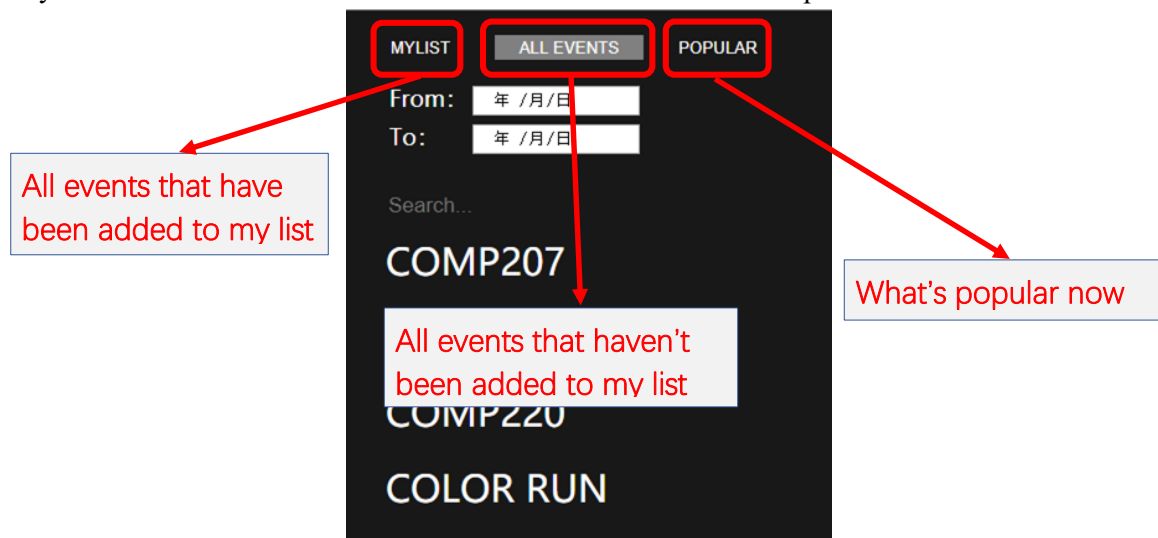 MYLIST ALL EVENTS POPULAR
From: 年 /月/日
To: 年 /月/日
All events that have
been added to my list
Search...
COMP207
What's popular now
All events that haven't
been added to my list
COMP220
COLOR RUN